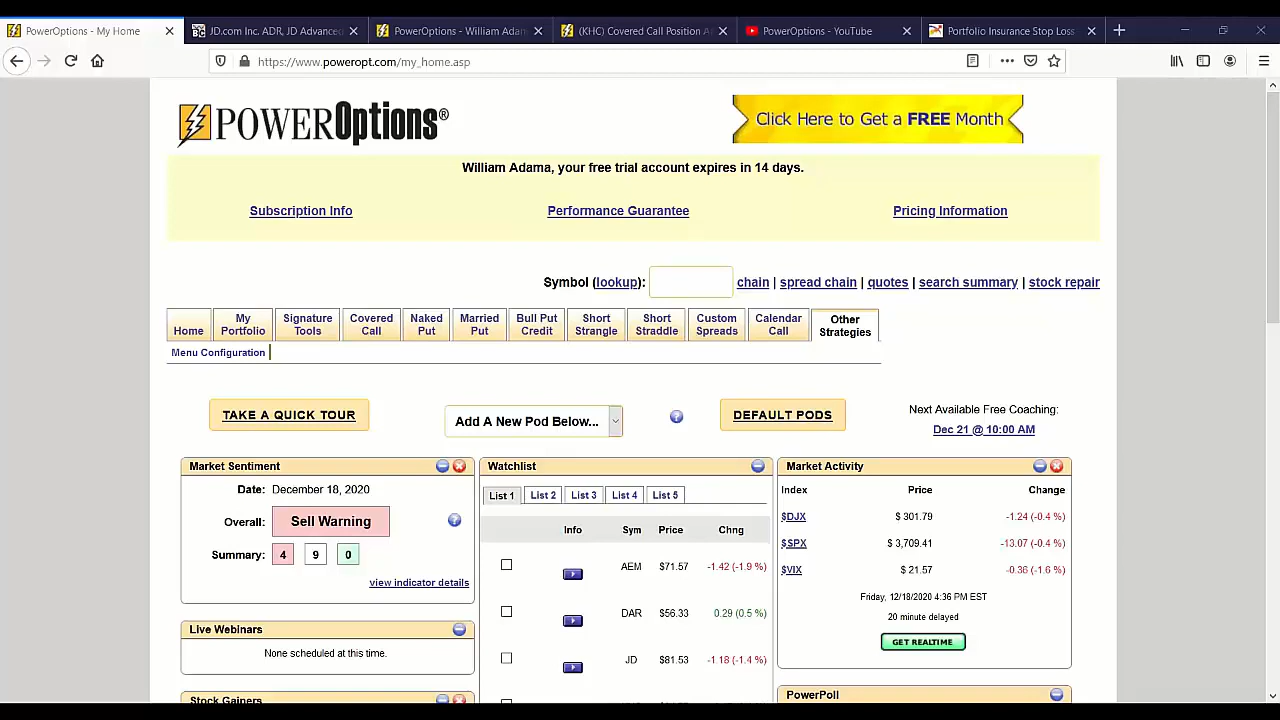 PowerOptions - My Home
JD.com Inc. ADR, JD Advanced
PowerOptions - William Adam
(KHC) Covered Call Position A
PowerOptions - YouTube
Portfolio Insurance Stop Loss
https://www.poweropt.com/my_home.asp
POWEROptions®
Click Here to Get a FREE Month
William Adama, your free trial account expires in 14 days.
Subscription Info
Performance Guarantee
Pricing Information
Symbol (lookup): chain | spread chain | quotes | search summary | stock repair
Home
My Portfolio
Signature Tools
Covered Call
Naked Put
Married Put
Bull Put Credit
Short Strangle
Short Straddle
Custom Spreads
Calendar Call
Other Strategies
Menu Configuration
TAKE A QUICK TOUR
Add A New Pod Below...
DEFAULT PODS
Next Available Free Coaching:
Dec 21 @ 10:00 AM
Market Sentiment
Date: December 18, 2020
Overall: Sell Warning
Summary: 4 9 0
view indicator details
Live Webinars
None scheduled at this time.
Stock Gainers
Watchlist
List 1 List 2 List 3 List 4 List 5
Info Sym Price Chng
AEM $71.57 -1.42 (-1.9 %)
DAR $56.33 0.29 (0.5 %)
JD $81.53 -1.18 (-1.4 %)
Market Activity
Index Price Change
$DJX $ 301.79 -1.24 (-0.4 %)
$SPX $ 3,709.41 -13.07 (-0.4 %)
$VIX $ 21.57 -0.36 (-1.6 %)
Friday, 12/18/2020 4:36 PM EST
20 minute delayed
GET REALTIME
PowerPoll